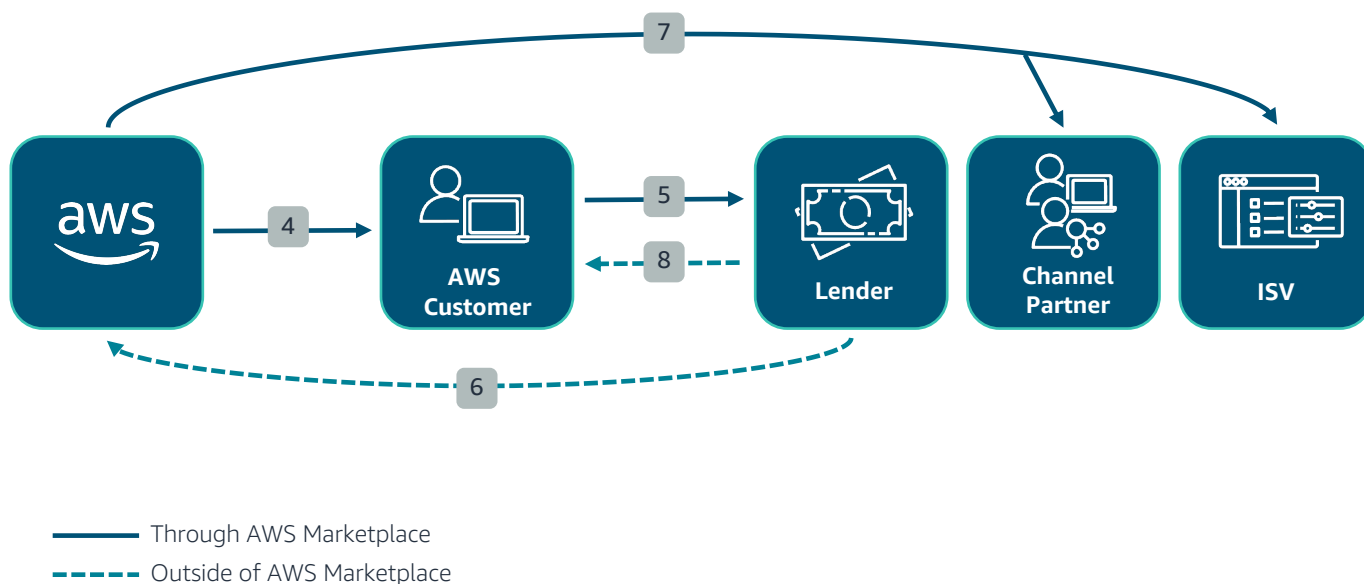 7
aws
4
AWS
Customer
5
8
Lender
Channel
Partner
ISV
6
Through AWS Marketplace
Outside of AWS Marketplace